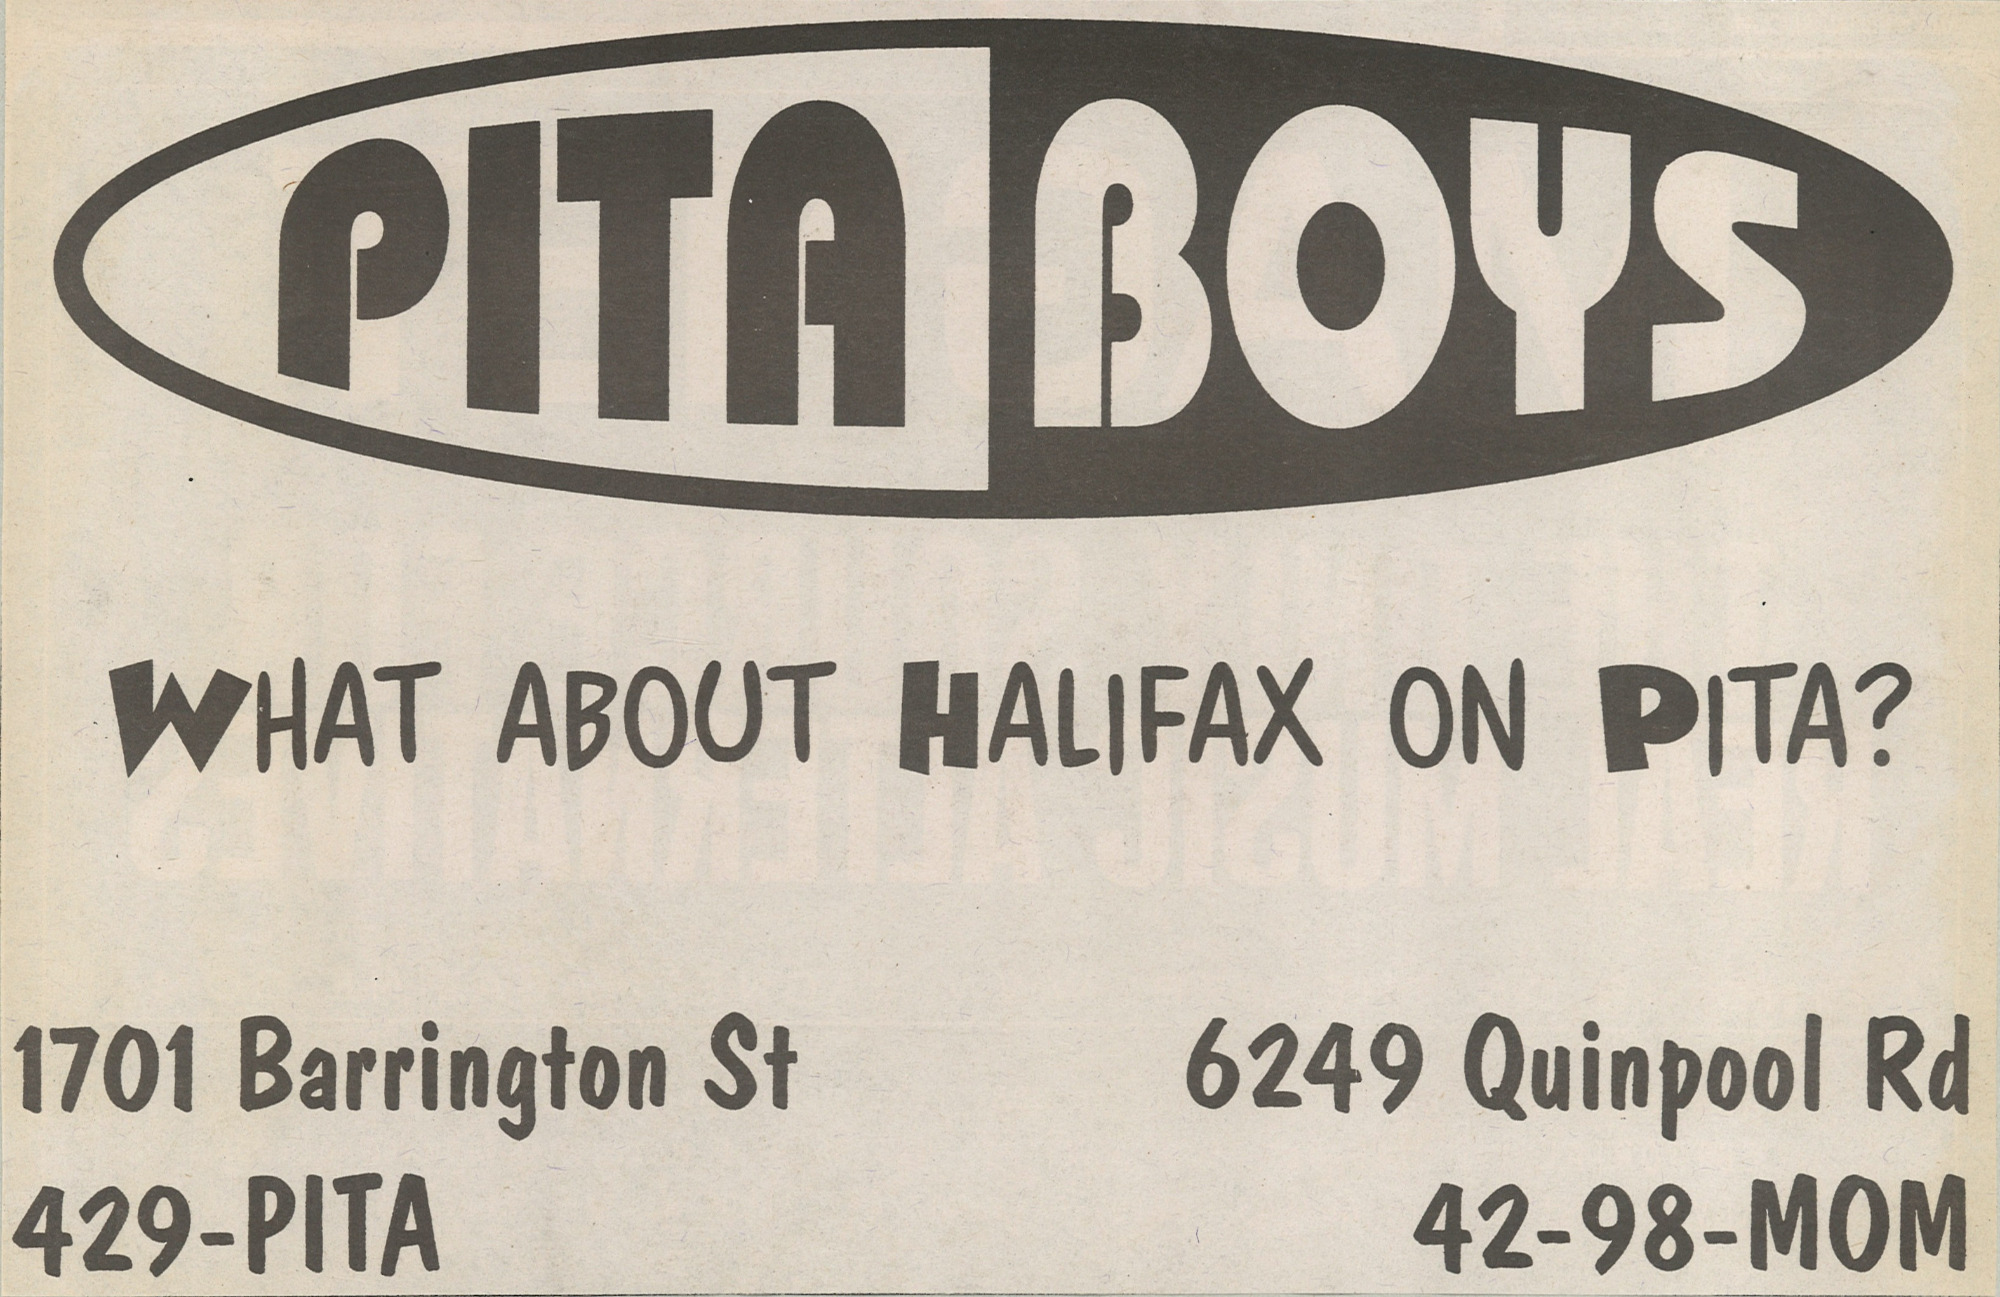 PITA BOYS
WHAT ABOUT HALIFAX ON PITA?
1701 Barrington St
6249 Quinpool Rd
429-PITA
42-98-MOM